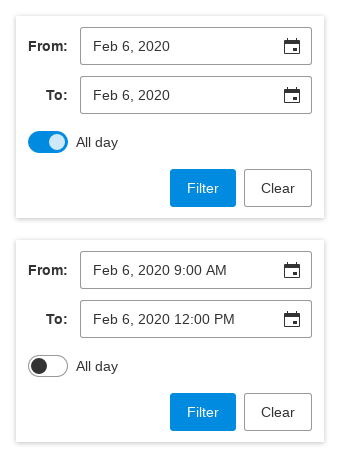 From: Feb 6, 2020
To: Feb 6, 2020
All day
Filter Clear
From: Feb 6, 2020 9:00 AM
To: Feb 6, 2020 12:00 PM
All day
Filter Clear